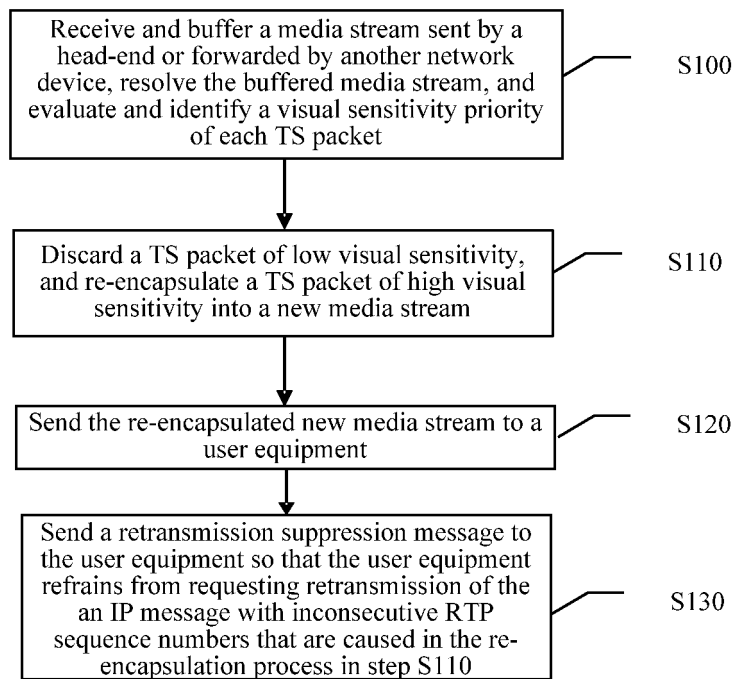 Receive and buffer a media stream sent by a
head-end or forwarded by another network
device, resolve the buffered media stream, and
evaluate and identify a visual sensitivity priority
of each TS packet
S100
Discard a TS packet of low visual sensitivity,
and re-encapsulate a TS packet of high visual
sensitivity into a new media stream
S110
Send the re-encapsulated new media stream to a
user equipment
S120
Send a retransmission suppression message to
the user equipment so that the user equipment
refrains from requesting retransmission of the
an IP message with inconsecutive RTP
sequence numbers that are caused in the re-
encapsulation process in step S110
S130